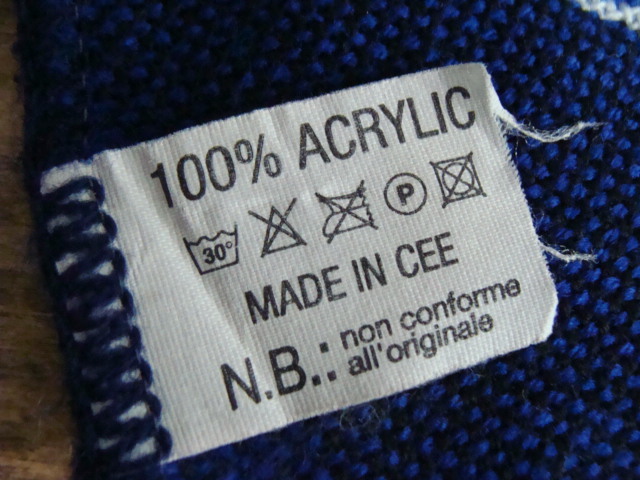 100% ACRYLIC
30° P
MADE IN CEE
N.B.: non conforme
all'originale